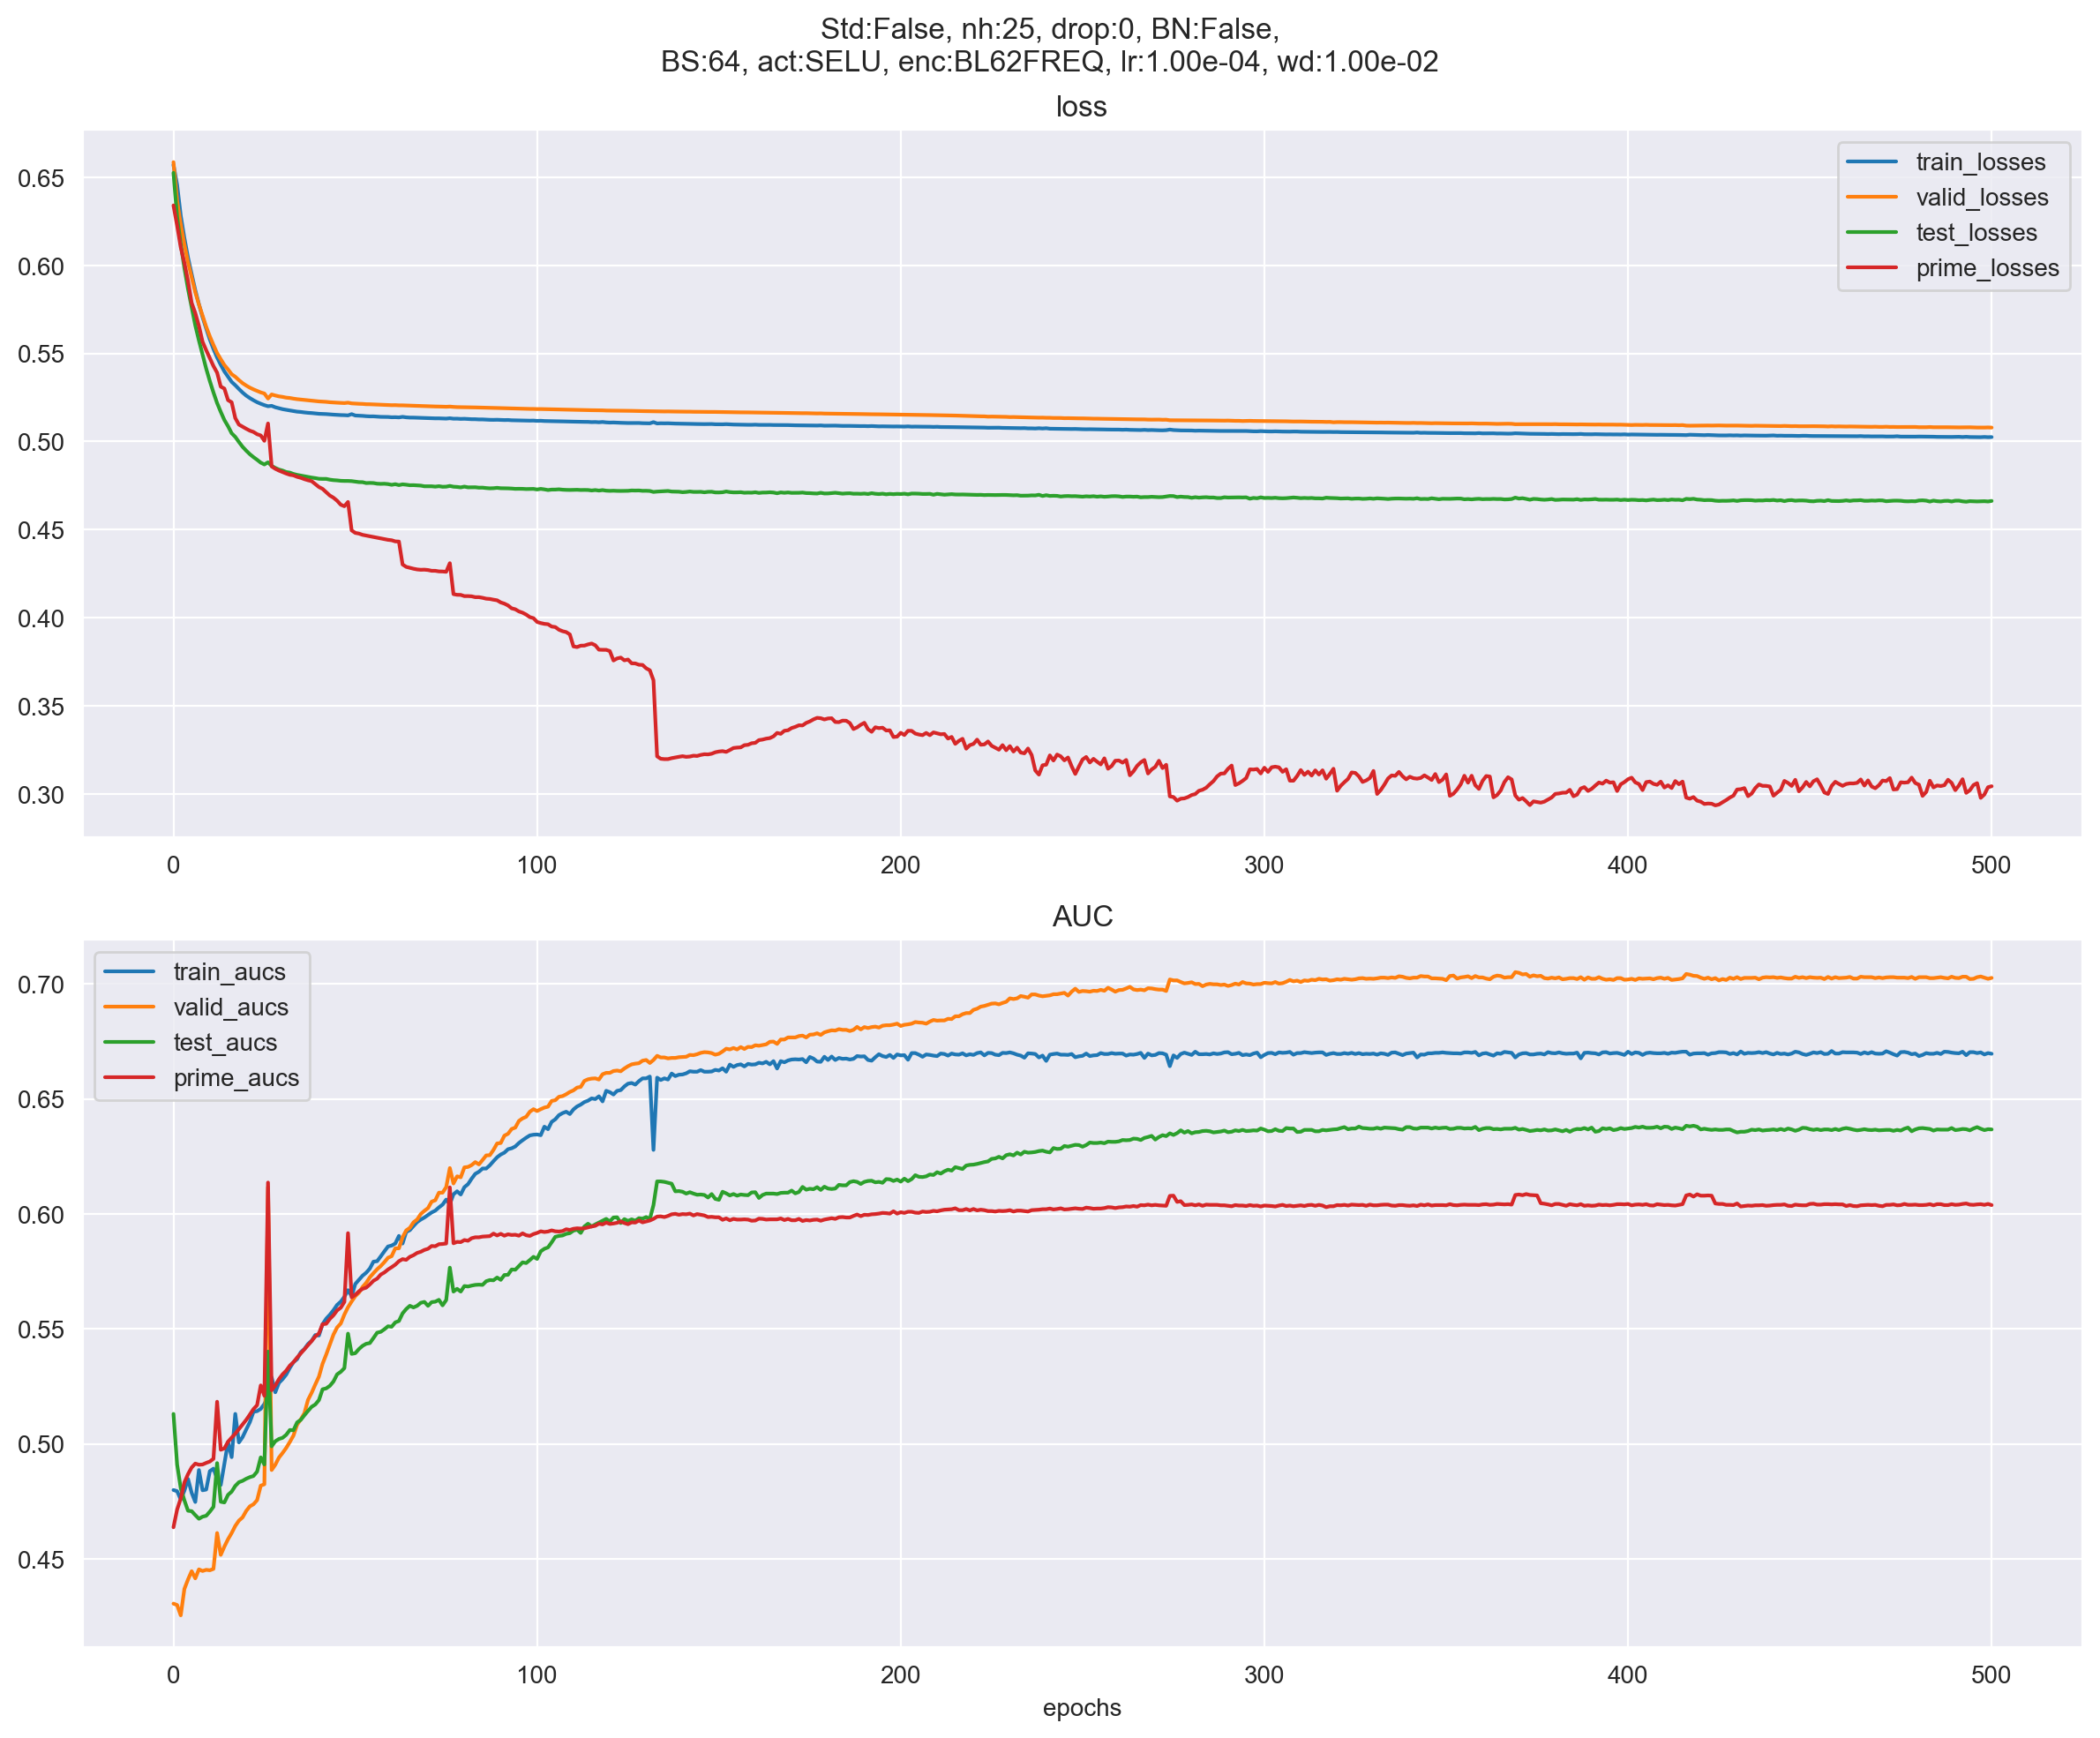 Std:False, nh:25, drop:0, BN:False,
BS:64, act:SELU, enc:BL62FREQ, lr:1.00e-04, wd:1.00e-02
loss
train_losses
valid_losses
test_losses
prime_losses
0.65
0.60
0.55
0.50
0.45
0.40
0.35
0.30
0 100 200 300 400 500
AUC
train_aucs
valid_aucs
test_aucs
prime_aucs
0.70
0.65
0.60
0.55
0.50
0.45
0 100 200 300 400 500
epochs